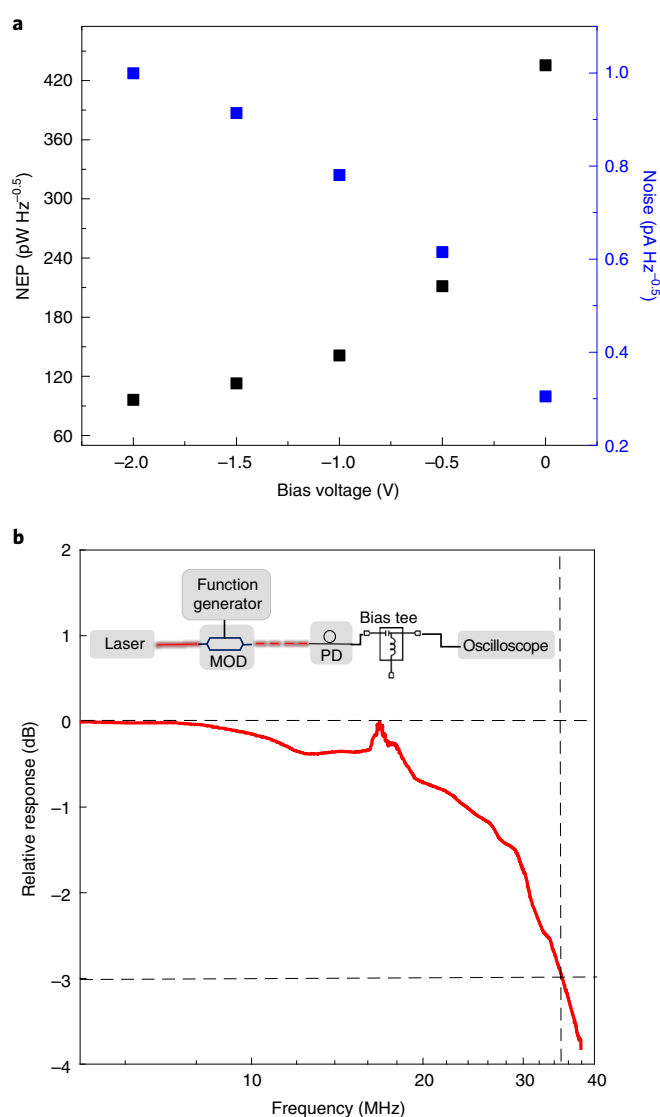 a
420
360
300
240
180
120
60
NEP (pW Hz⁻⁰·⁵)
1.0
0.8
0.6
0.4
0.2
Noise (pA Hz⁻⁰·⁵)
–2.0 –1.5 –1.0 –0.5 0
Bias voltage (V)
b
2
1
0
–1
–2
–3
–4
Relative response (dB)
Function
generator
Laser
MOD
PD
Bias tee
Oscilloscope
10 20 30 40
Frequency (MHz)